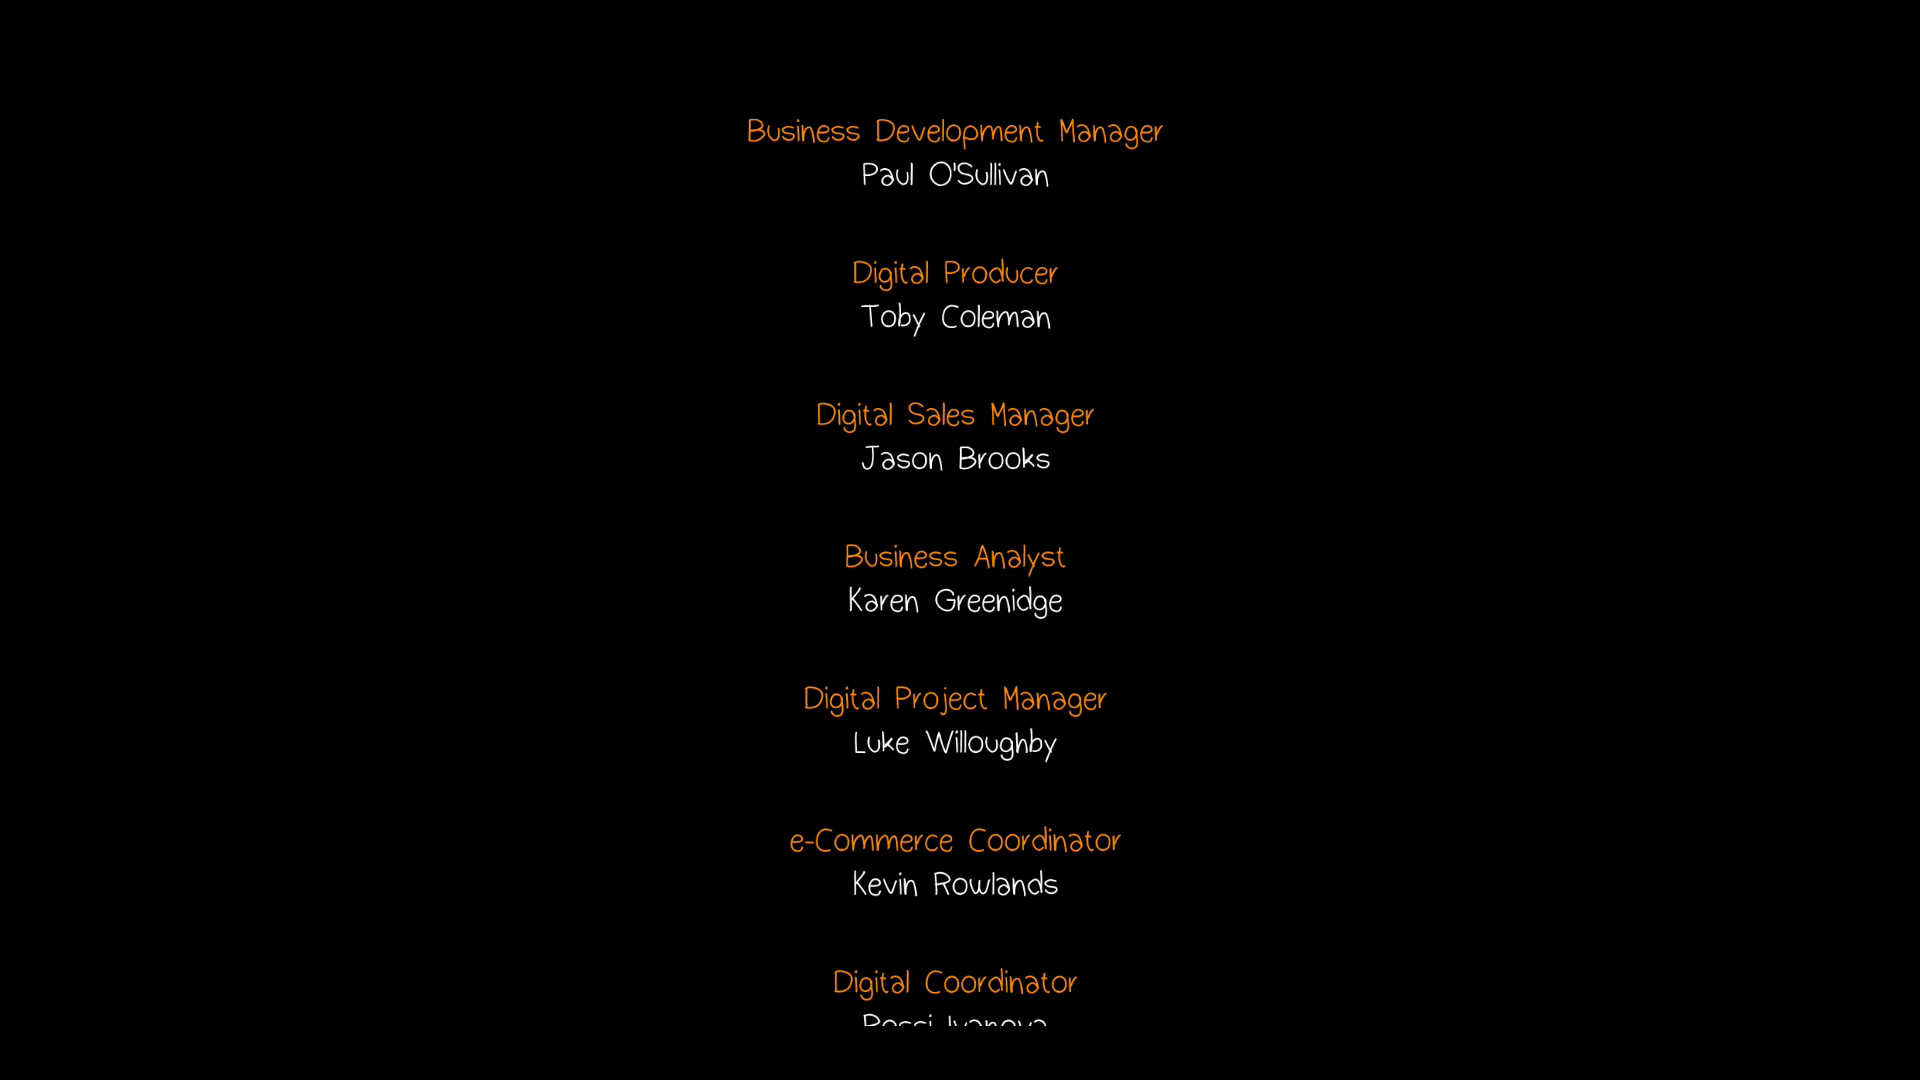 Business Development Manager
Paul O'Sullivan
Digital Producer
Toby Coleman
Digital Sales Manager
Jason Brooks
Business Analyst
Karen Greenidge
Digital Project Manager
Luke Willoughby
e-Commerce Coordinator
Kevin Rowlands
Digital Coordinator